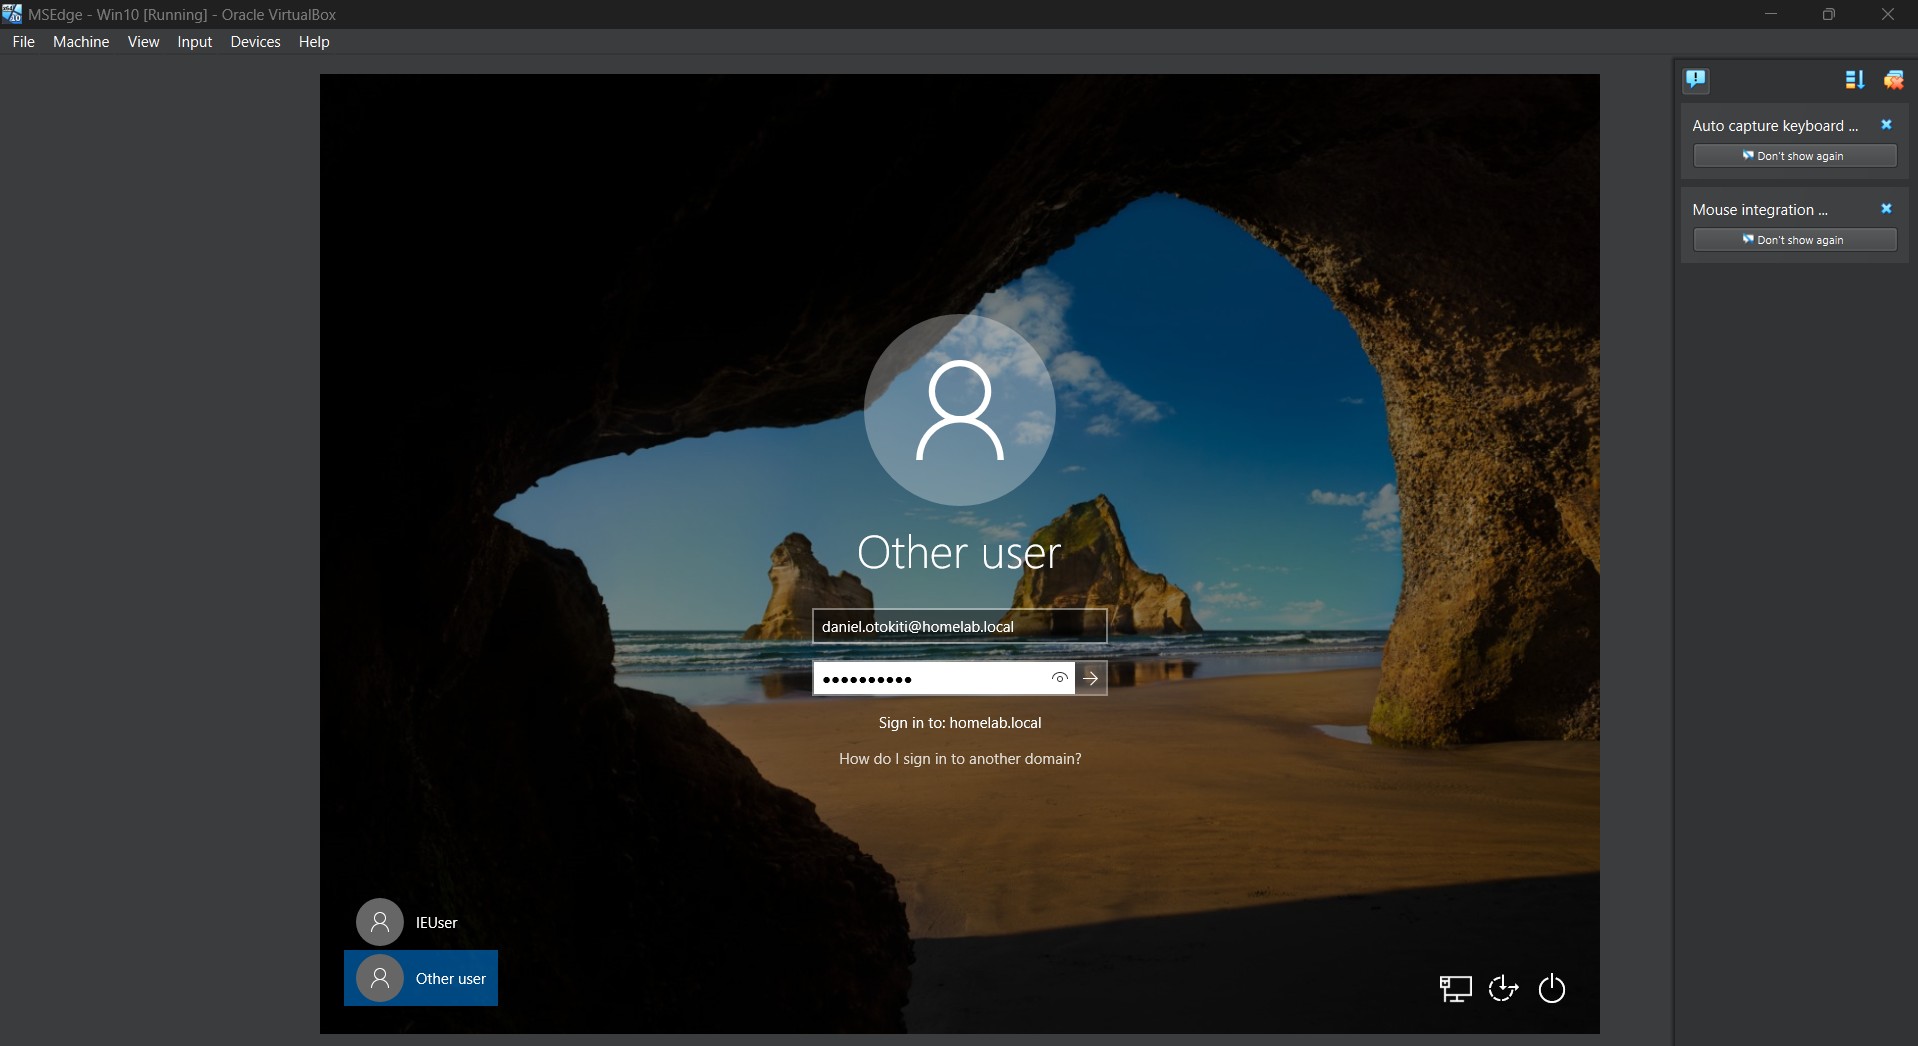 MSEdge - Win10 [Running] - Oracle VirtualBox
File Machine View Input Devices Help
Auto capture keyboard ...
Don't show again
Mouse integration ...
Don't show again
Other user
daniel.otokiti@homelab.local
Sign in to: homelab.local
How do I sign in to another domain?
IEUser
Other user